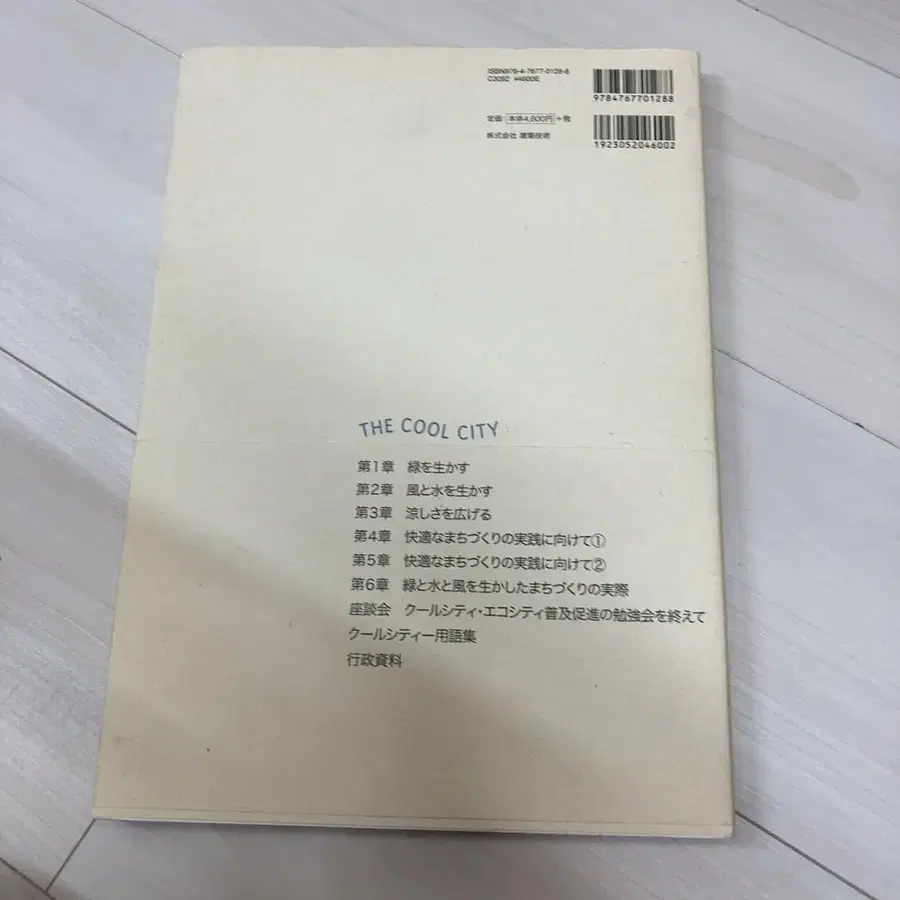 ISBN978-4-7677-0128-8
C3052 ¥4600E
9784767701288
定価:本体4,600円+税
株式会社 建築技術
1923052046002
THE COOL CITY
第1章 緑を生かす
第2章 風と水を生かす
第3章 涼しさを広げる
第4章 快適なまちづくりの実践に向けて①
第5章 快適なまちづくりの実践に向けて②
第6章 緑と水と風を生かしたまちづくりの実際
座談会 クールシティ・エコシティ普及促進の勉強会を終えて
クールシティー用語集
行政資料